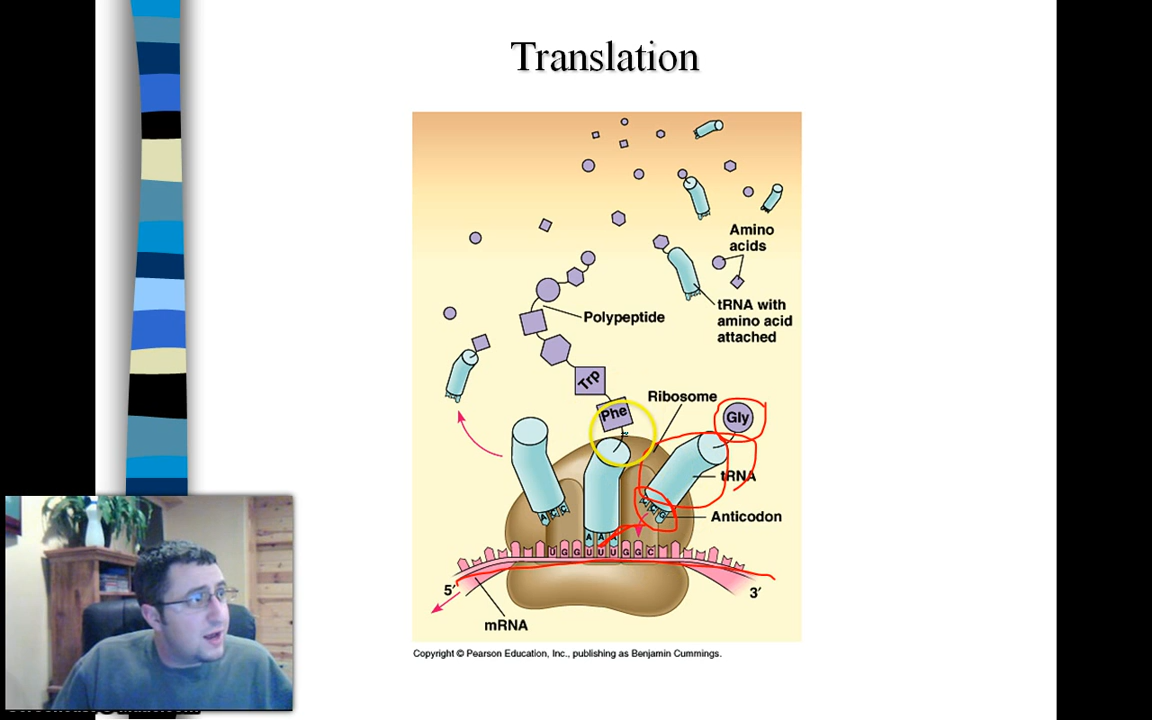 Translation
Amino
acids
tRNA with
amino acid
attached
Polypeptide
Trp
Phe
Ribosome
Gly
tRNA
Anticodon
A C C
A A A
C C G
U G G U U U G G C
5′
3′
mRNA
Copyright © Pearson Education, Inc., publishing as Benjamin Cummings.